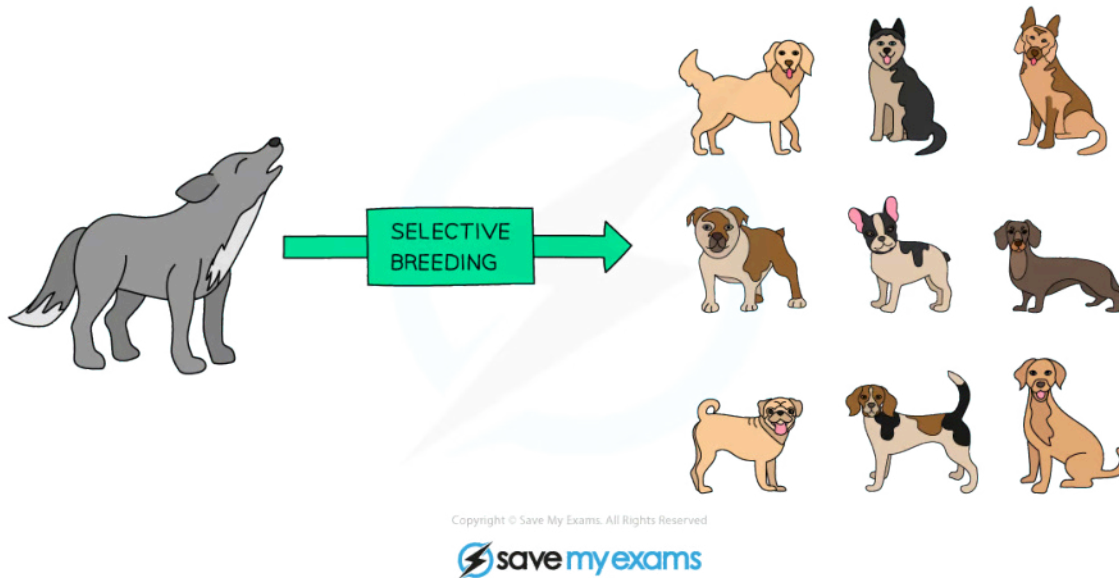 SELECTIVE
BREEDING
Copyright © Save My Exams. All Rights Reserved
save my exams